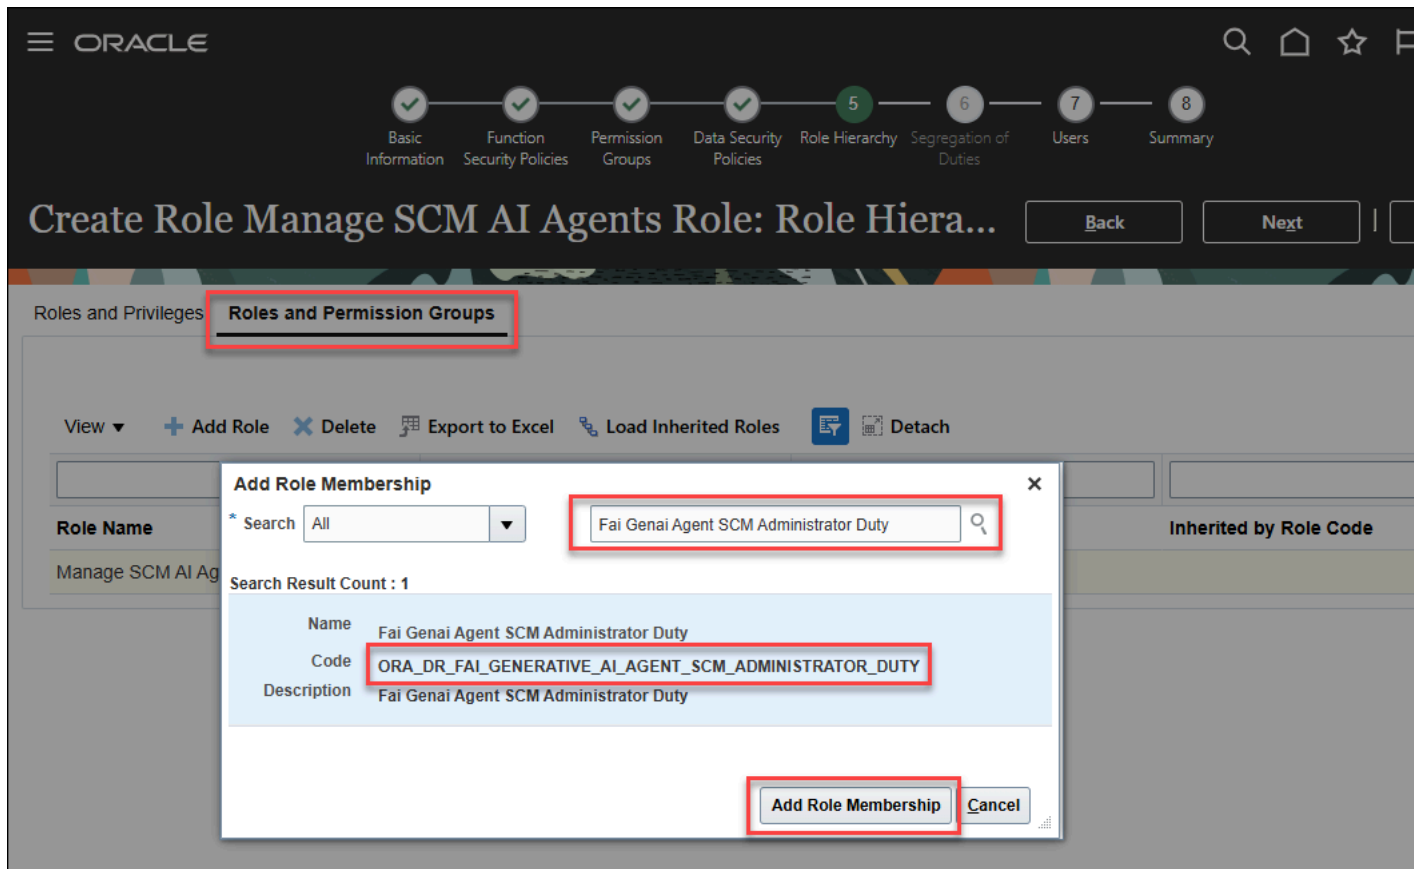 ORACLE
5 6 7 8
Basic Function Permission Data Security Role Hierarchy Segregation of Users Summary
Information Security Policies Groups Policies Duties
Create Role Manage SCM AI Agents Role: Role Hiera...
Back Next
Roles and Privileges Roles and Permission Groups
View Add Role Delete Export to Excel Load Inherited Roles Detach
Add Role Membership
* Search All Fai Genai Agent SCM Administrator Duty
Role Name Inherited by Role Code
Manage SCM AI Ag
Search Result Count : 1
Name Fai Genai Agent SCM Administrator Duty
Code ORA_DR_FAI_GENERATIVE_AI_AGENT_SCM_ADMINISTRATOR_DUTY
Description Fai Genai Agent SCM Administrator Duty
Add Role Membership Cancel